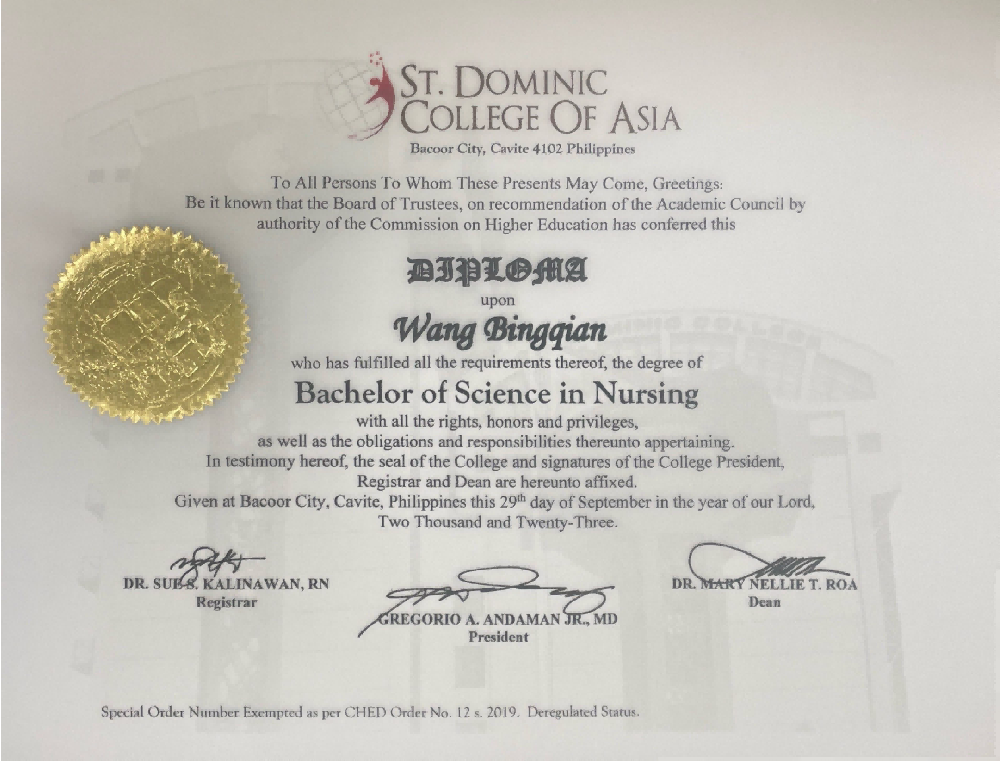 ST. DOMINIC
COLLEGE OF ASIA
Bacoor City, Cavite 4102 Philippines
To All Persons To Whom These Presents May Come, Greetings:
Be it known that the Board of Trustees, on recommendation of the Academic Council by
authority of the Commission on Higher Education has conferred this
DIPLOMA
upon
Wang Bingqian
who has fulfilled all the requirements thereof, the degree of
Bachelor of Science in Nursing
with all the rights, honors and privileges,
as well as the obligations and responsibilities thereunto appertaining.
In testimony hereof, the seal of the College and signatures of the College President,
Registrar and Dean are hereunto affixed.
Given at Bacoor City, Cavite, Philippines this 29th day of September in the year of our Lord,
Two Thousand and Twenty-Three.
DR. SUE S. KALINAWAN, RN
Registrar
DR. MARY NELLIE T. ROA
Dean
GREGORIO A. ANDAMAN JR., MD
President
Special Order Number Exempted as per CHED Order No. 12 s. 2019. Deregulated Status.